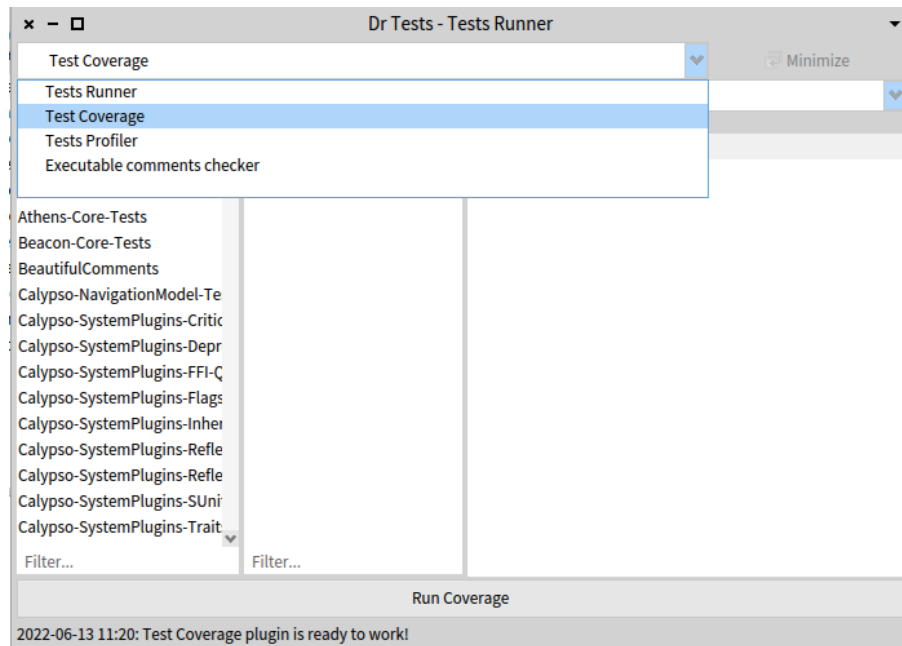 Dr Tests - Tests Runner
Test Coverage
Minimize
Tests Runner
Test Coverage
Tests Profiler
Executable comments checker
Athens-Core-Tests
Beacon-Core-Tests
BeautifulComments
Calypso-NavigationModel-Te
Calypso-SystemPlugins-Critic
Calypso-SystemPlugins-Depr
Calypso-SystemPlugins-FFI-Q
Calypso-SystemPlugins-Flags
Calypso-SystemPlugins-Inher
Calypso-SystemPlugins-Refle
Calypso-SystemPlugins-Refle
Calypso-SystemPlugins-SUni
Calypso-SystemPlugins-Trait
Filter... Filter...
Run Coverage
2022-06-13 11:20: Test Coverage plugin is ready to work!